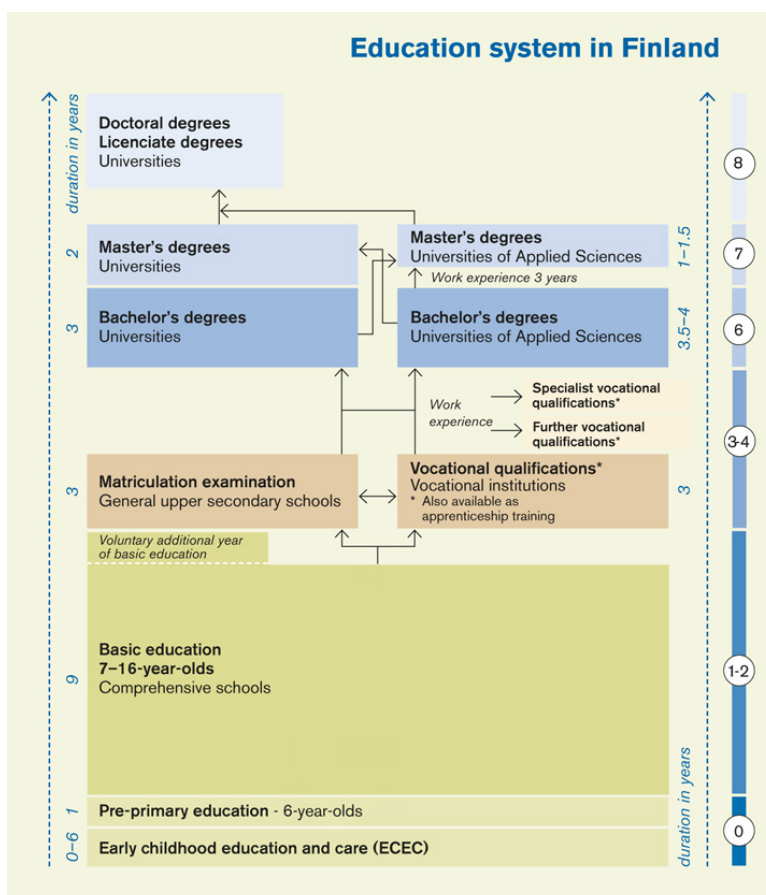 Education system in Finland
duration in years
Doctoral degrees
Licenciate degrees
Universities
8
2
Master's degrees
Universities
Master's degrees
Universities of Applied Sciences
1–1.5
7
Work experience 3 years
3
Bachelor's degrees
Universities
Bachelor's degrees
Universities of Applied Sciences
3.5–4
6
Work
experience
Specialist vocational
qualifications*
Further vocational
qualifications*
3-4
3
Matriculation examination
General upper secondary schools
Vocational qualifications*
Vocational institutions
* Also available as
apprenticeship training
3
Voluntary additional year
of basic education
9
Basic education
7–16-year-olds
Comprehensive schools
1-2
1
Pre-primary education - 6-year-olds
0–6
Early childhood education and care (ECEC)
duration in years
0